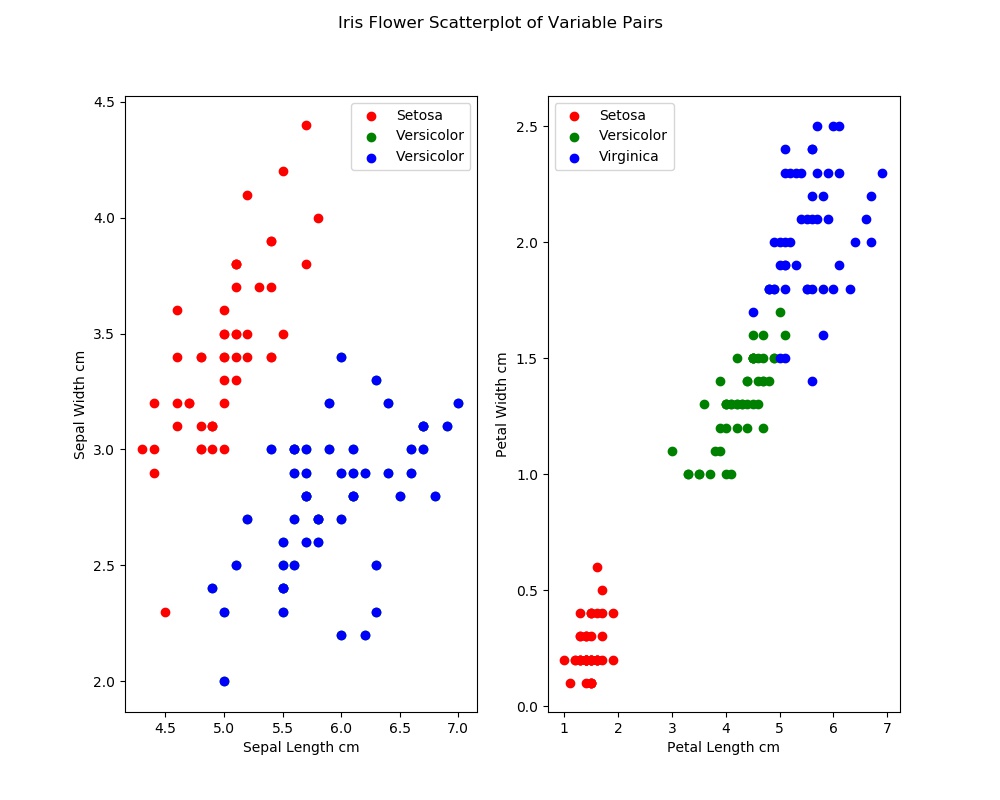 Iris Flower Scatterplot of Variable Pairs
Setosa
Versicolor
Versicolor
4.5
4.0
3.5
3.0
2.5
2.0
Sepal Width cm
4.5 5.0 5.5 6.0 6.5 7.0
Sepal Length cm
Setosa
Versicolor
Virginica
2.5
2.0
1.5
1.0
0.5
0.0
Petal Width cm
1 2 3 4 5 6 7
Petal Length cm